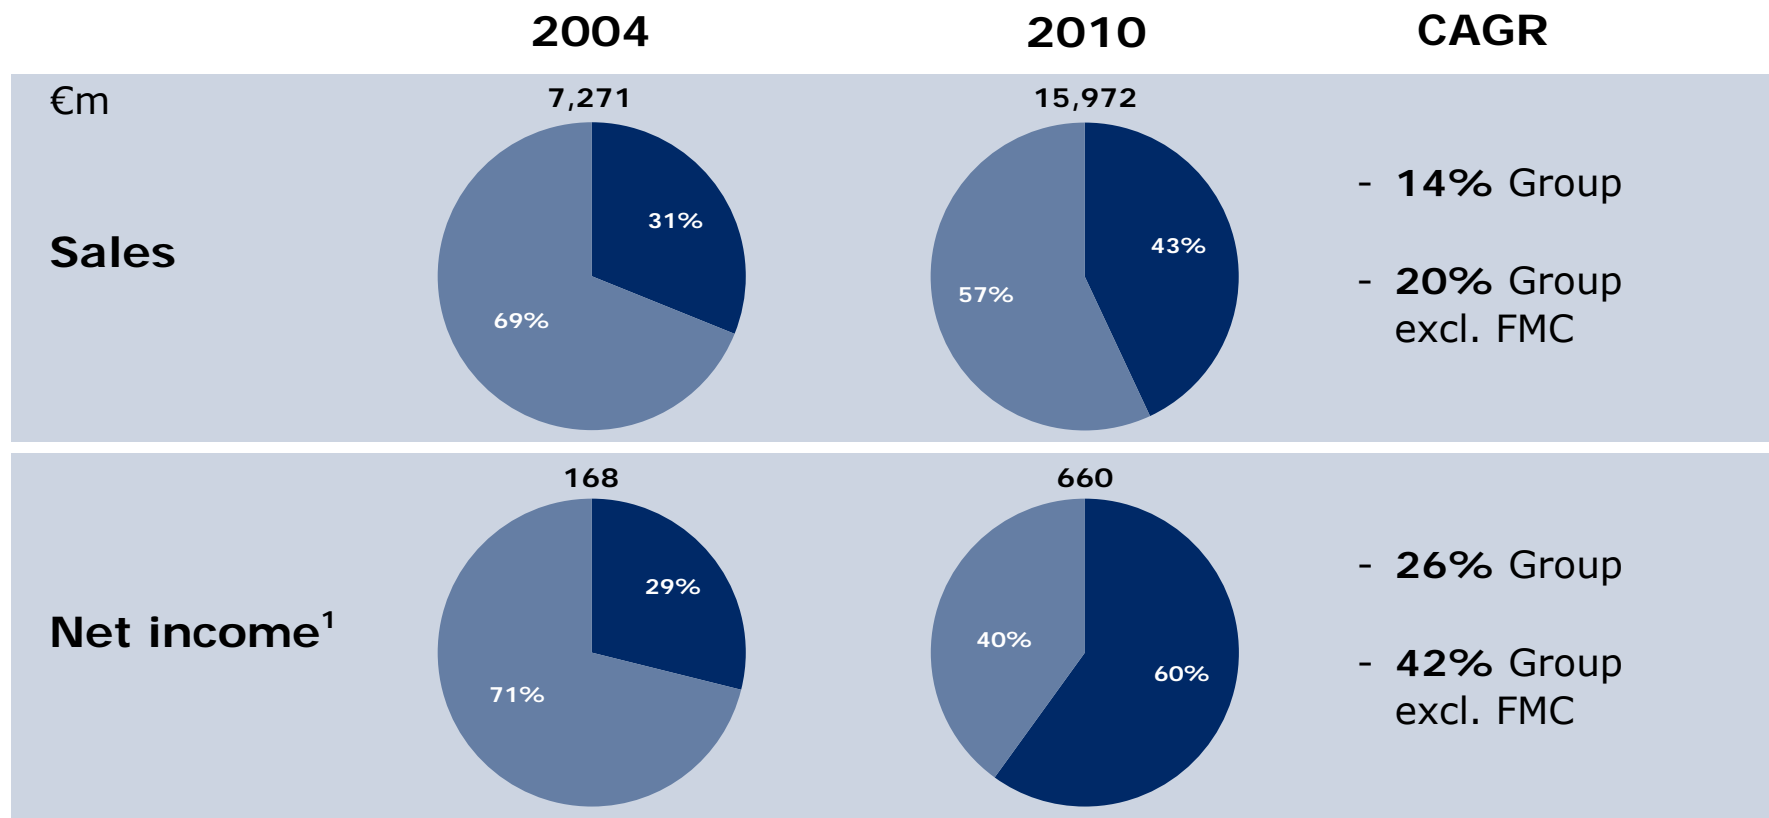 2004 2010 CAGR
€m 7,271 15,972
31%
69%
43%
57%
Sales
- 14% Group
- 20% Group
excl. FMC
168 660
29%
71%
40%
60%
Net income¹
- 26% Group
- 42% Group
excl. FMC